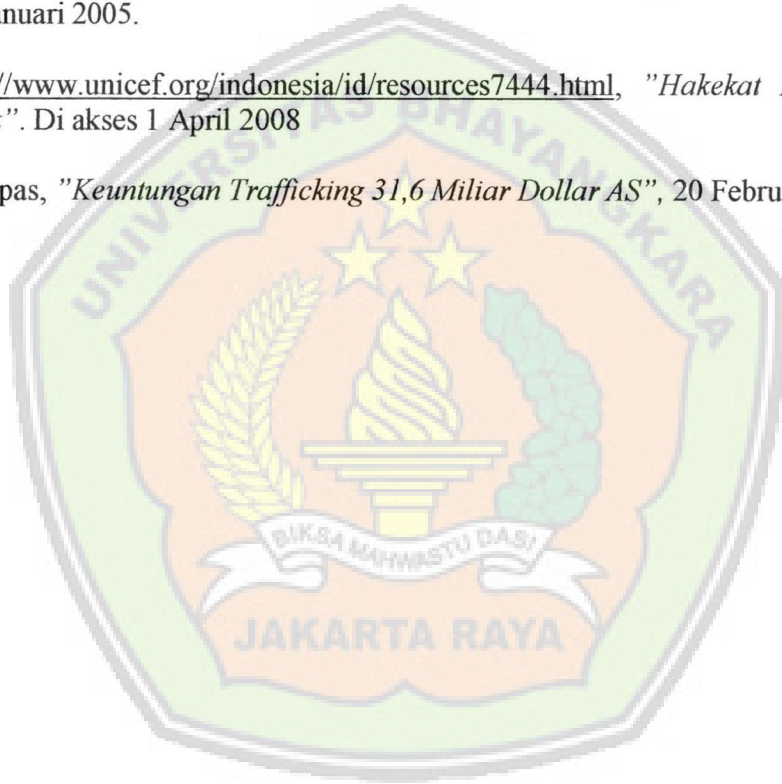 nuari 2005.
//www.unicef.org/indonesia/id/resources7444.html, "Hakekat
". Di akses 1 April 2008
pas, "Keuntungan Trafficking 31,6 Miliar Dollar AS", 20 Febru
UNIVERSITAS BHAYANGKARA
BIKSA MAHWASTU DASI
JAKARTA RAYA